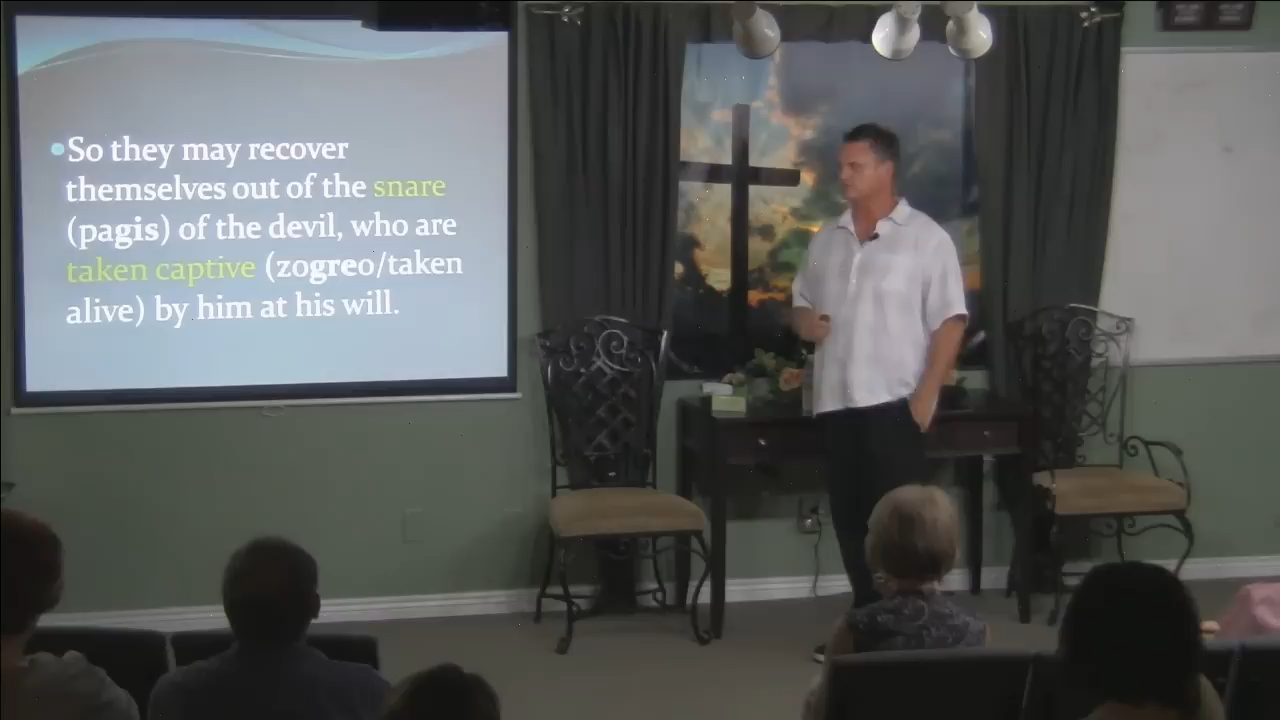 So they may recover
themselves out of the snare
(pagis) of the devil, who are
taken captive (zogreo/taken
alive) by him at his will.